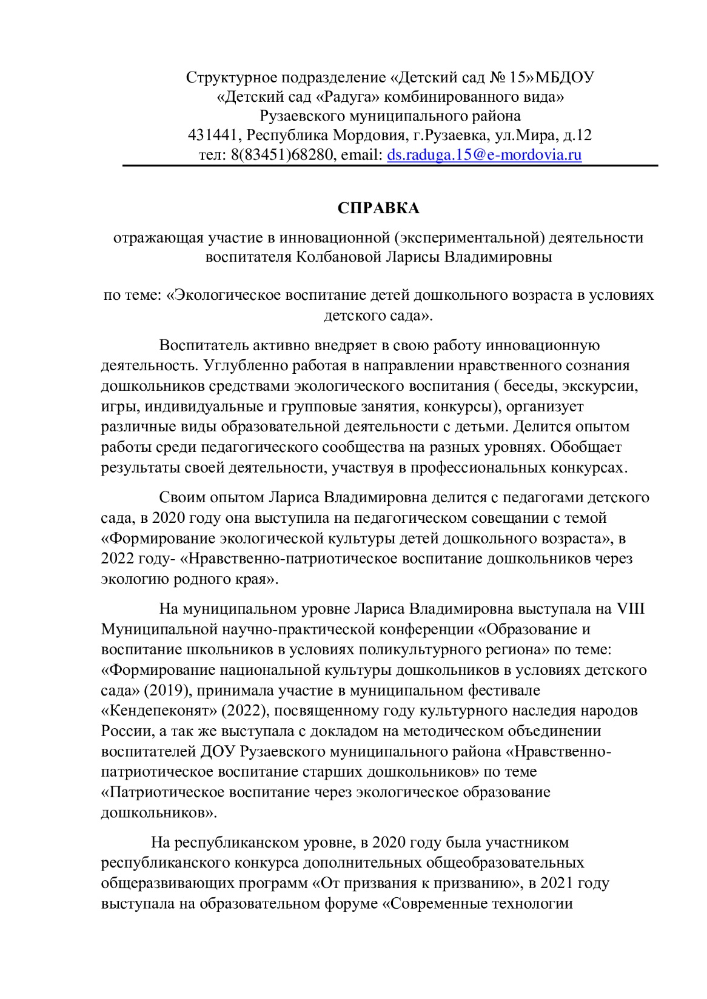 Структурное подразделение «Детский сад № 15»МБДОУ
«Детский сад «Радуга» комбинированного вида»
Рузаевского муниципального района
431441, Республика Мордовия, г.Рузаевка, ул.Мира, д.12
тел: 8(83451)68280, email: ds.raduga.15@e-mordovia.ru
СПРАВКА
отражающая участие в инновационной (экспериментальной) деятельности
воспитателя Колбановой Ларисы Владимировны
по теме: «Экологическое воспитание детей дошкольного возраста в условиях
детского сада».
Воспитатель активно внедряет в свою работу инновационную
деятельность. Углубленно работая в направлении нравственного сознания
дошкольников средствами экологического воспитания ( беседы, экскурсии,
игры, индивидуальные и групповые занятия, конкурсы), организует
различные виды образовательной деятельности с детьми. Делится опытом
работы среди педагогического сообщества на разных уровнях. Обобщает
результаты своей деятельности, участвуя в профессиональных конкурсах.
Своим опытом Лариса Владимировна делится с педагогами детского
сада, в 2020 году она выступила на педагогическом совещании с темой
«Формирование экологической культуры детей дошкольного возраста», в
2022 году- «Нравственно-патриотическое воспитание дошкольников через
экологию родного края».
На муниципальном уровне Лариса Владимировна выступала на VIII
Муниципальной научно-практической конференции «Образование и
воспитание школьников в условиях поликультурного региона» по теме:
«Формирование национальной культуры дошкольников в условиях детского
сада» (2019), принимала участие в муниципальном фестивале
«Кендепеконят» (2022), посвященному году культурного наследия народов
России, а так же выступала с докладом на методическом объединении
воспитателей ДОУ Рузаевского муниципального района «Нравственно-
патриотическое воспитание старших дошкольников» по теме
«Патриотическое воспитание через экологическое образование
дошкольников».
На республиканском уровне, в 2020 году была участником
республиканского конкурса дополнительных общеобразовательных
общеразвивающих программ «От призвания к призванию», в 2021 году
выступала на образовательном форуме «Современные технологии